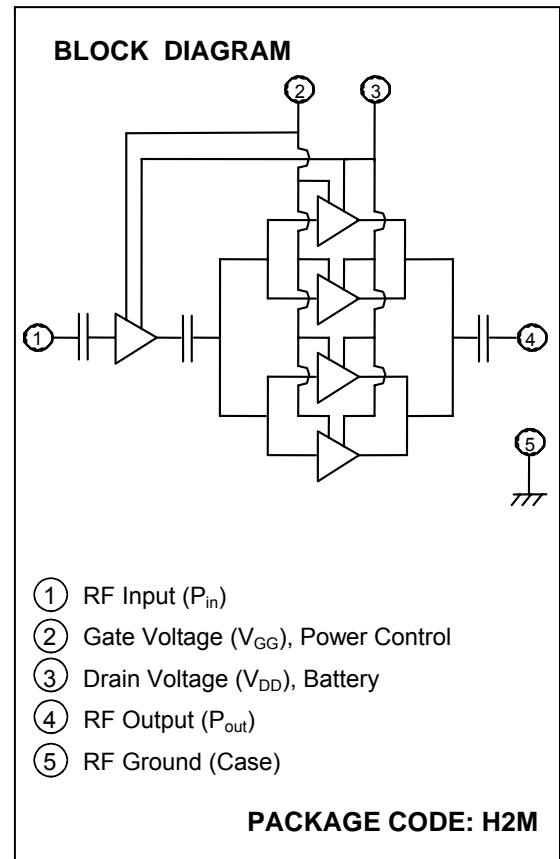 BLOCK DIAGRAM
2 3
1
4
5
1 RF Input (Pin)
2 Gate Voltage (VGG), Power Control
3 Drain Voltage (VDD), Battery
4 RF Output (Pout)
5 RF Ground (Case)
PACKAGE CODE: H2M